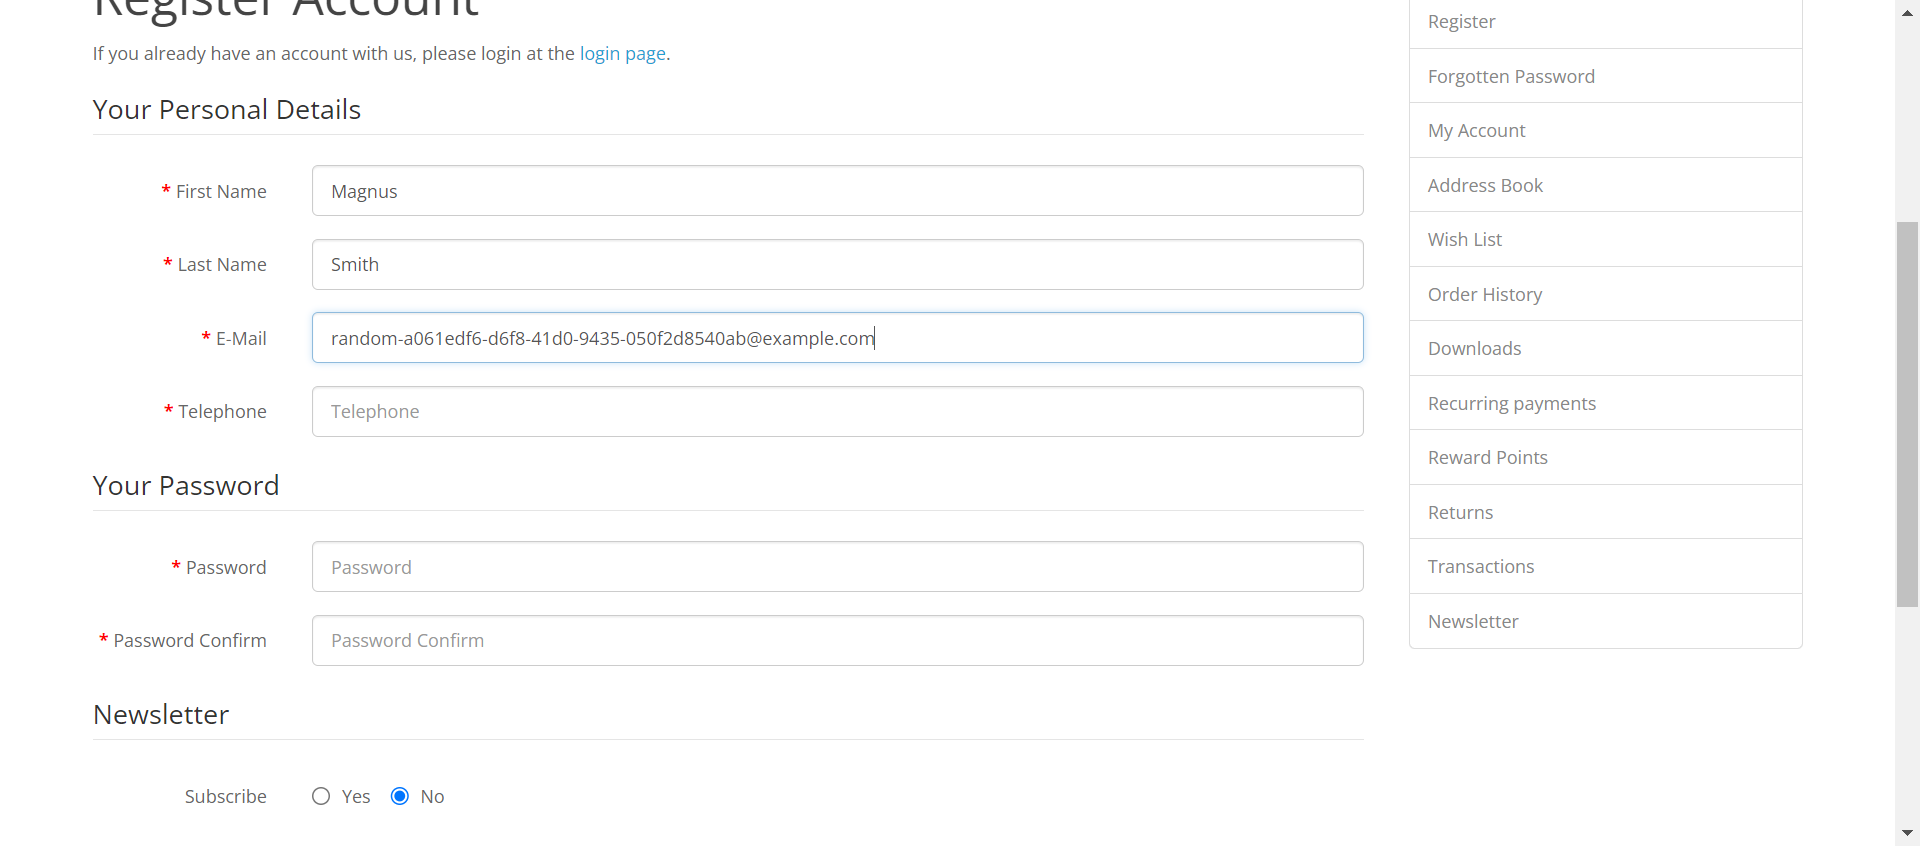 Register Account
If you already have an account with us, please login at the login page.
Your Personal Details
* First Name
Magnus
* Last Name
Smith
* E-Mail
random-a061edf6-d6f8-41d0-9435-050f2d8540ab@example.com
* Telephone
Telephone
Your Password
* Password
Password
* Password Confirm
Password Confirm
Newsletter
Subscribe
Yes
No
Register
Forgotten Password
My Account
Address Book
Wish List
Order History
Downloads
Recurring payments
Reward Points
Returns
Transactions
Newsletter